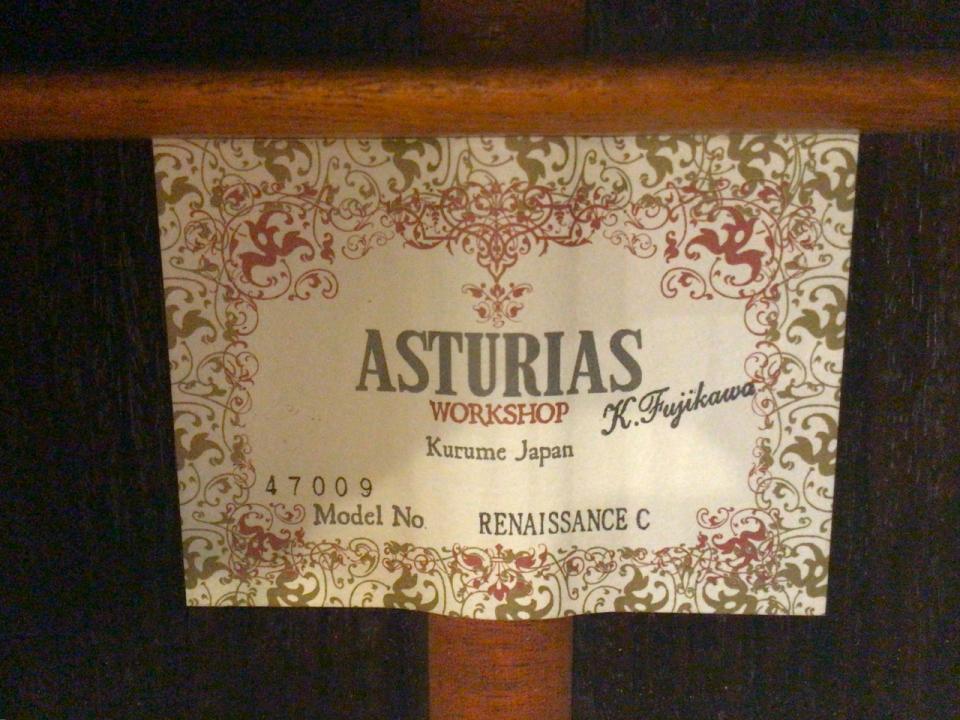 ASTURIAS
WORKSHOP
K. Fujikawa
Kurume Japan
47009
Model No. RENAISSANCE C